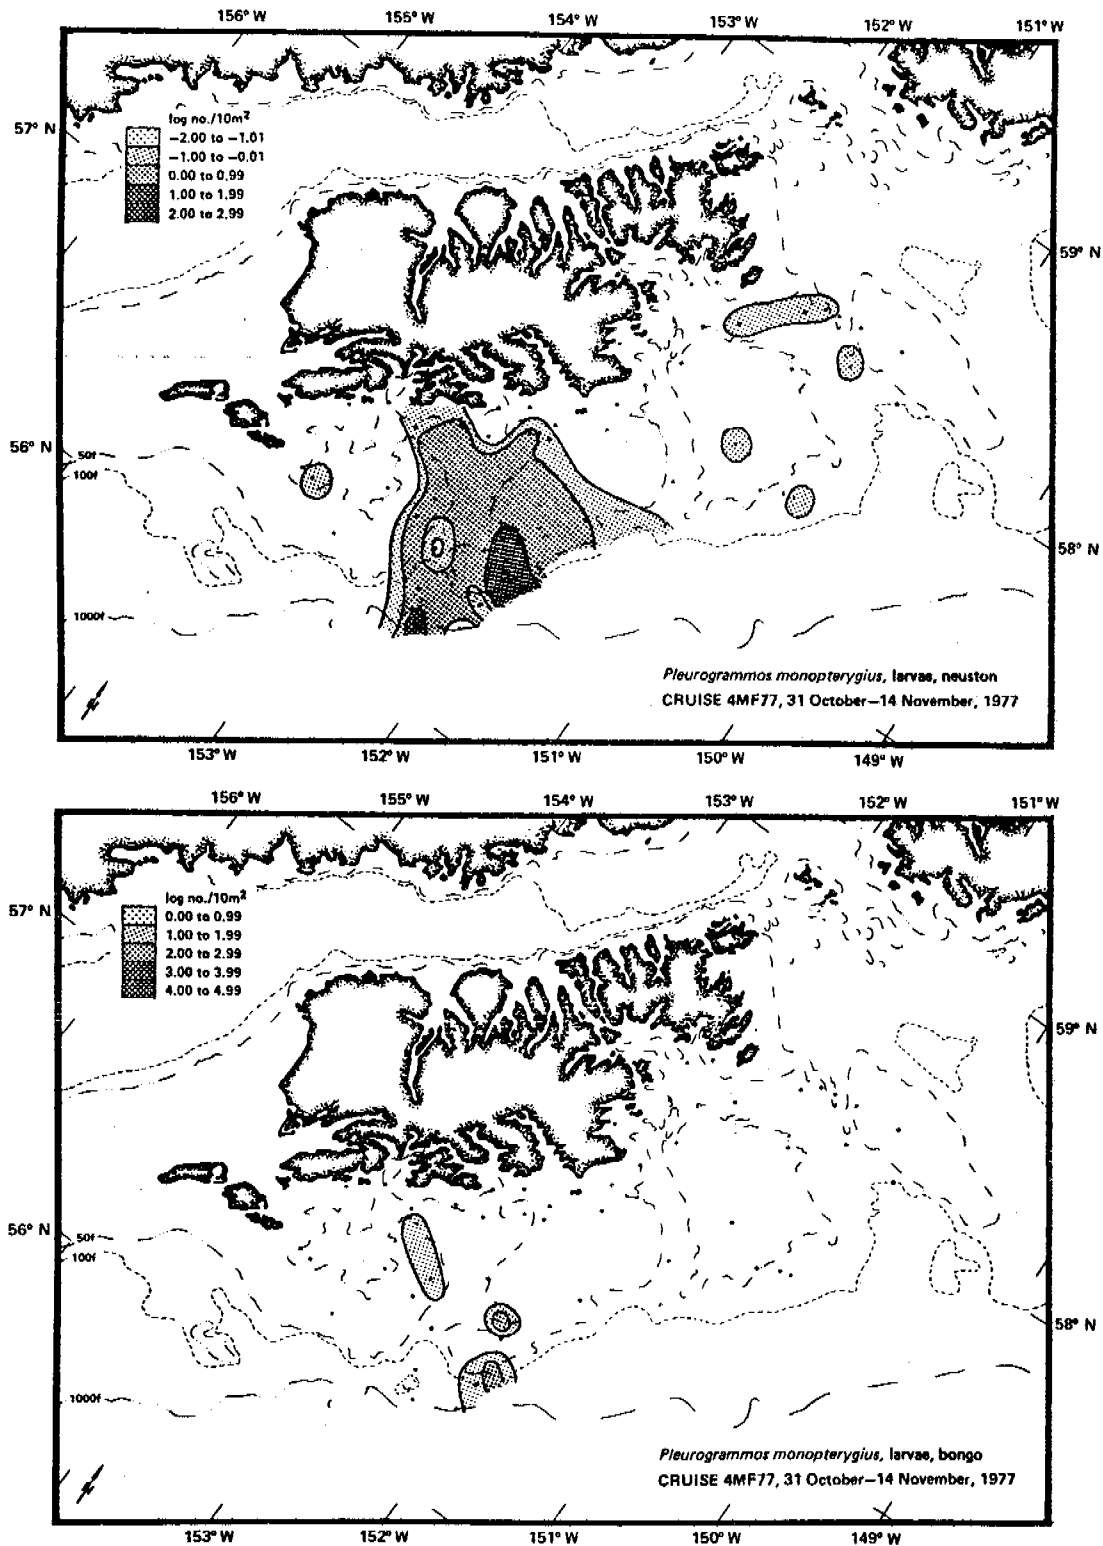 156° W 155° W 154° W 153° W 152° W 151° W
57° N
log no./10m²
−2.00 to −1.01
−1.00 to −0.01
0.00 to 0.99
1.00 to 1.99
2.00 to 2.99
59° N
56° N
50f
100f
58° N
1000f
Pleurogrammos monopterygius, larvae, neuston
CRUISE 4MF77, 31 October—14 November, 1977
N
153° W 152° W 151° W 150° W 149° W
156° W 155° W 154° W 153° W 152° W 151° W
57° N
log no./10m²
0.00 to 0.99
1.00 to 1.99
2.00 to 2.99
3.00 to 3.99
4.00 to 4.99
59° N
56° N
50f
100f
58° N
1000f
Pleurogrammos monopterygius, larvae, bongo
CRUISE 4MF77, 31 October—14 November, 1977
N
153° W 152° W 151° W 150° W 149° W